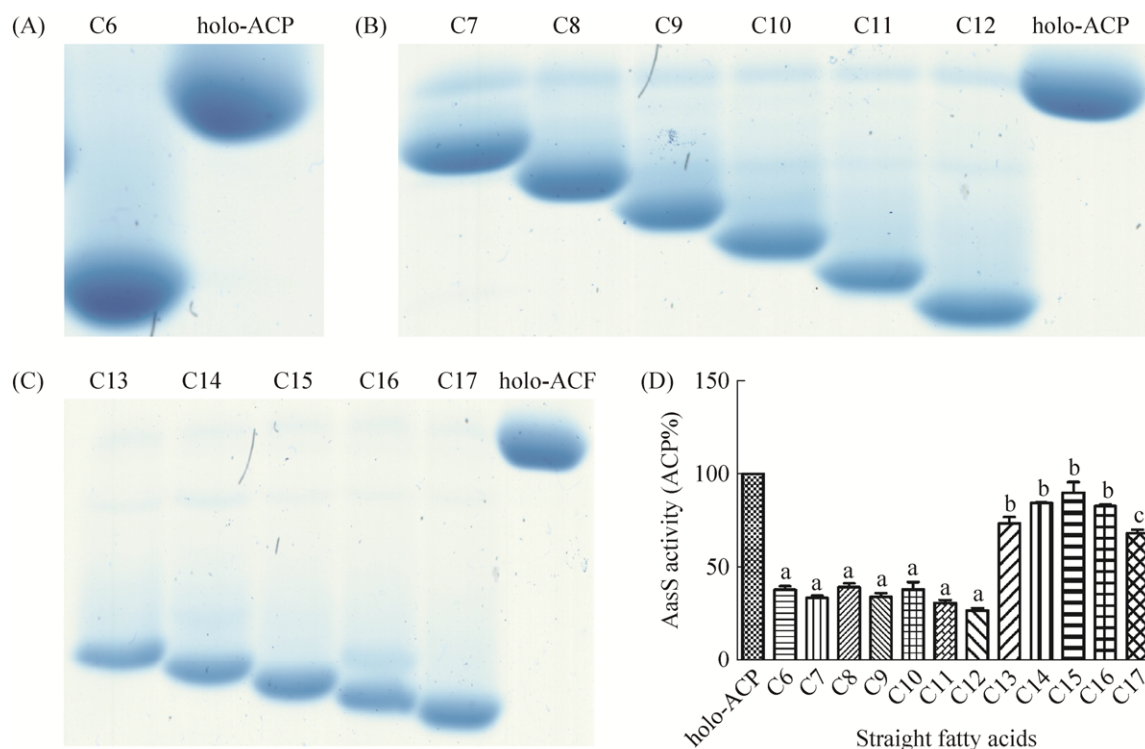 (A) C6 holo-ACP
(B) C7 C8 C9 C10 C11 C12 holo-ACP
(C) C13 C14 C15 C16 C17 holo-ACF
(D)
AasS activity (ACP%)
150
100
50
0
a a a a a a a b b b b c
holo-ACP C6 C7 C8 C9 C10 C11 C12 C13 C14 C15 C16 C17
Straight fatty acids